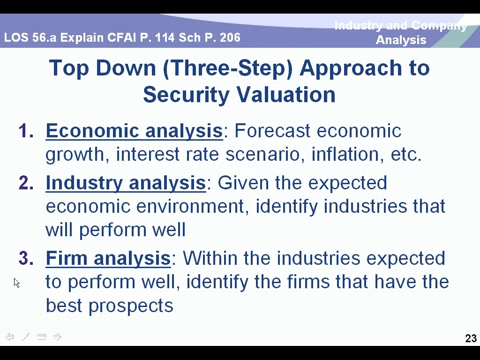 LOS 56.a Explain CFAI P. 114 Sch P. 206
Industry and Company
Analysis
Top Down (Three-Step) Approach to
Security Valuation
1. Economic analysis: Forecast economic
growth, interest rate scenario, inflation, etc.
2. Industry analysis: Given the expected
economic environment, identify industries that
will perform well
3. Firm analysis: Within the industries expected
to perform well, identify the firms that have the
best prospects
23